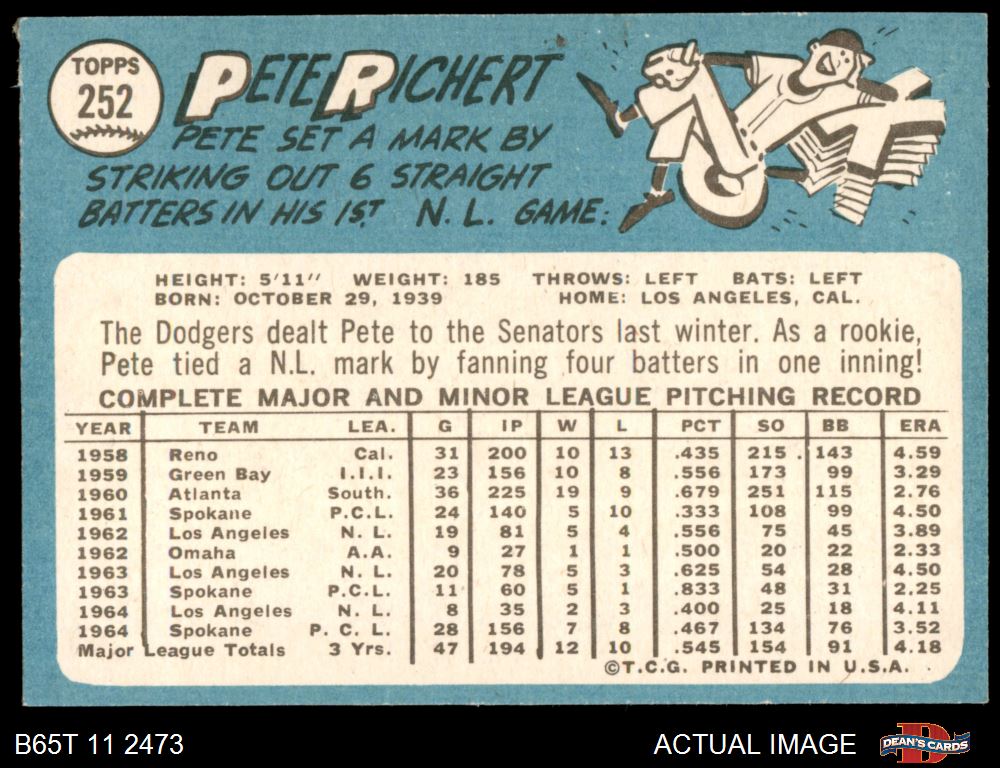 TOPPS
252
PETE RICHERT
PETE SET A MARK BY
STRIKING OUT 6 STRAIGHT
BATTERS IN HIS 1ST N. L. GAME:
HEIGHT: 5'11" WEIGHT: 185 THROWS: LEFT BATS: LEFT
BORN: OCTOBER 29, 1939 HOME: LOS ANGELES, CAL.
The Dodgers dealt Pete to the Senators last winter. As a rookie,
Pete tied a N.L. mark by fanning four batters in one inning!
COMPLETE MAJOR AND MINOR LEAGUE PITCHING RECORD
YEAR TEAM LEA. G IP W L PCT SO BB ERA
1958 Reno Cal. 31 200 10 13 .435 215 143 4.59
1959 Green Bay I.I.I. 23 156 10 8 .556 173 99 3.29
1960 Atlanta South. 36 225 19 9 .679 251 115 2.76
1961 Spokane P.C.L. 24 140 5 10 .333 108 99 4.50
1962 Los Angeles N. L. 19 81 5 4 .556 75 45 3.89
1962 Omaha A.A. 9 27 1 1 .500 20 22 2.33
1963 Los Angeles N. L. 20 78 5 3 .625 54 28 4.50
1963 Spokane P.C.L. 11 60 5 1 .833 48 31 2.25
1964 Los Angeles N. L. 8 35 2 3 .400 25 18 4.11
1964 Spokane P. C. L. 28 156 7 8 .467 134 76 3.52
Major League Totals 3 Yrs. 47 194 12 10 .545 154 91 4.18
©T.C.G. PRINTED IN U.S.A.
B65T 11 2473
ACTUAL IMAGE
DEAN'S CARDS